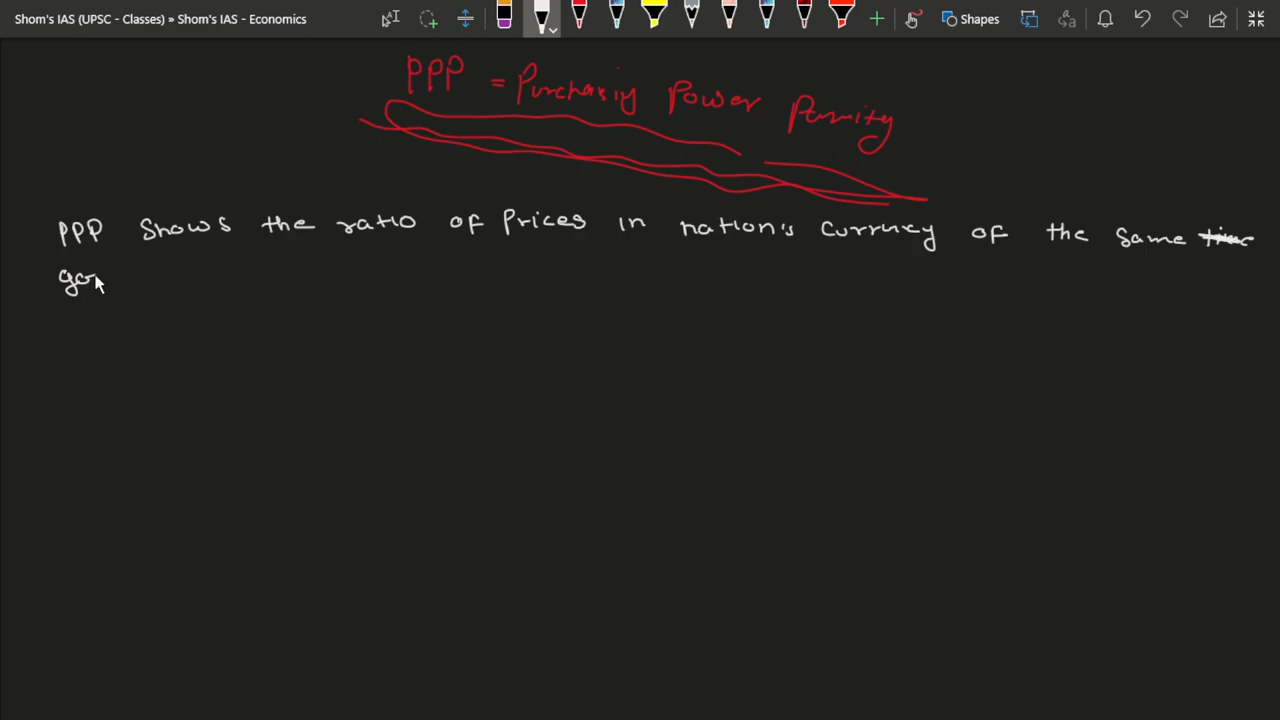 Shom's IAS (UPSC - Classes) » Shom's IAS - Economics
Shapes
PPP = Purchasing Power Parity
PPP shows the ratio of Prices in nation's currency of the same
goo